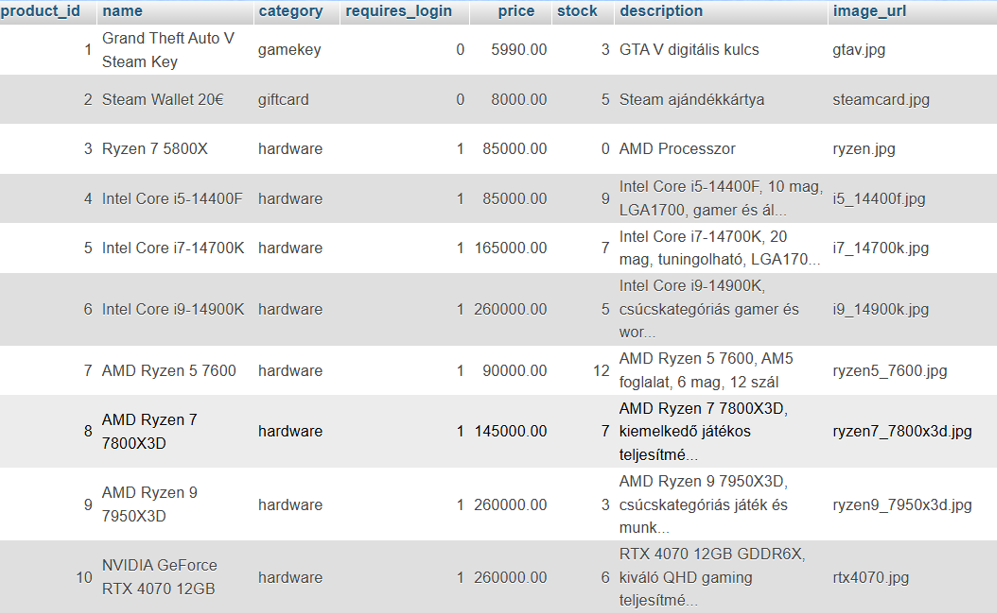 product_id name category requires_login price stock description image_url
1 Grand Theft Auto V Steam Key gamekey 0 5990.00 3 GTA V digitális kulcs gtav.jpg
2 Steam Wallet 20€ giftcard 0 8000.00 5 Steam ajándékkártya steamcard.jpg
3 Ryzen 7 5800X hardware 1 85000.00 0 AMD Processzor ryzen.jpg
4 Intel Core i5-14400F hardware 1 85000.00 9 Intel Core i5-14400F, 10 mag, LGA1700, gamer és ál... i5_14400f.jpg
5 Intel Core i7-14700K hardware 1 165000.00 7 Intel Core i7-14700K, 20 mag, tuningolható, LGA170... i7_14700k.jpg
6 Intel Core i9-14900K hardware 1 260000.00 5 Intel Core i9-14900K, csúcskategóriás gamer és wor... i9_14900k.jpg
7 AMD Ryzen 5 7600 hardware 1 90000.00 12 AMD Ryzen 5 7600, AM5 foglalat, 6 mag, 12 szál ryzen5_7600.jpg
8 AMD Ryzen 7 7800X3D hardware 1 145000.00 7 AMD Ryzen 7 7800X3D, kiemelkedő játékos teljesítmé... ryzen7_7800x3d.jpg
9 AMD Ryzen 9 7950X3D hardware 1 260000.00 3 AMD Ryzen 9 7950X3D, csúcskategóriás játék és munk... ryzen9_7950x3d.jpg
10 NVIDIA GeForce RTX 4070 12GB hardware 1 260000.00 6 RTX 4070 12GB GDDR6X, kiváló QHD gaming teljesítmé... rtx4070.jpg